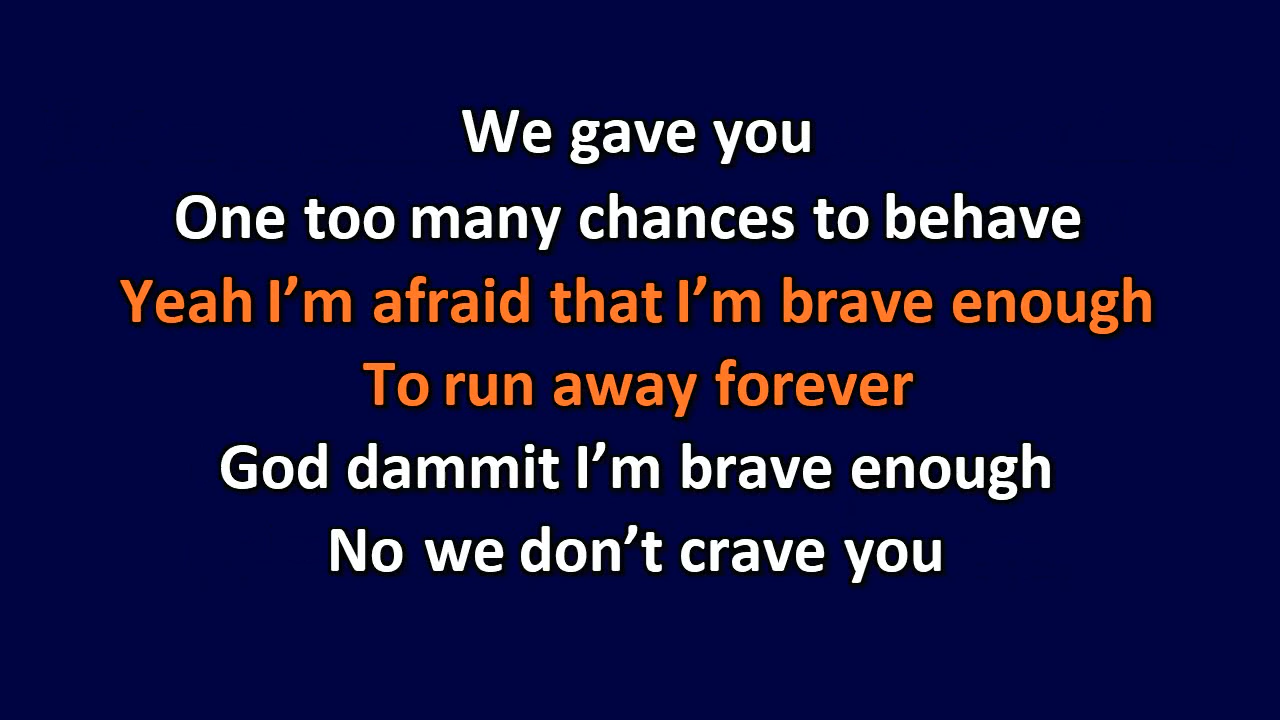 We gave you
One too many chances to behave
Yeah I’m afraid that I’m brave enough
To run away forever
God dammit I’m brave enough
No we don’t crave you